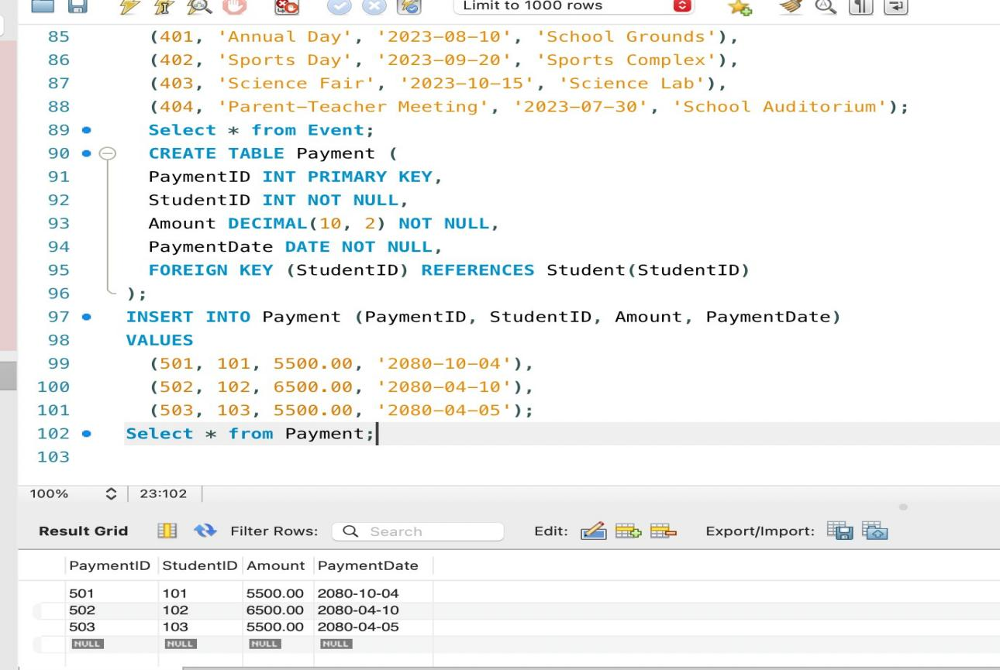 Limit to 1000 rows
85 (401, 'Annual Day', '2023-08-10', 'School Grounds'),
86 (402, 'Sports Day', '2023-09-20', 'Sports Complex'),
87 (403, 'Science Fair', '2023-10-15', 'Science Lab'),
88 (404, 'Parent-Teacher Meeting', '2023-07-30', 'School Auditorium');
89 Select * from Event;
90 CREATE TABLE Payment (
91 PaymentID INT PRIMARY KEY,
92 StudentID INT NOT NULL,
93 Amount DECIMAL(10, 2) NOT NULL,
94 PaymentDate DATE NOT NULL,
95 FOREIGN KEY (StudentID) REFERENCES Student(StudentID)
96 );
97 INSERT INTO Payment (PaymentID, StudentID, Amount, PaymentDate)
98 VALUES
99 (501, 101, 5500.00, '2080-10-04'),
100 (502, 102, 6500.00, '2080-04-10'),
101 (503, 103, 5500.00, '2080-04-05');
102 Select * from Payment;
103
100% 23:102
Result Grid Filter Rows: Search Edit: Export/Import:
PaymentID StudentID Amount PaymentDate
501 101 5500.00 2080-10-04
502 102 6500.00 2080-04-10
503 103 5500.00 2080-04-05
NULL NULL NULL NULL